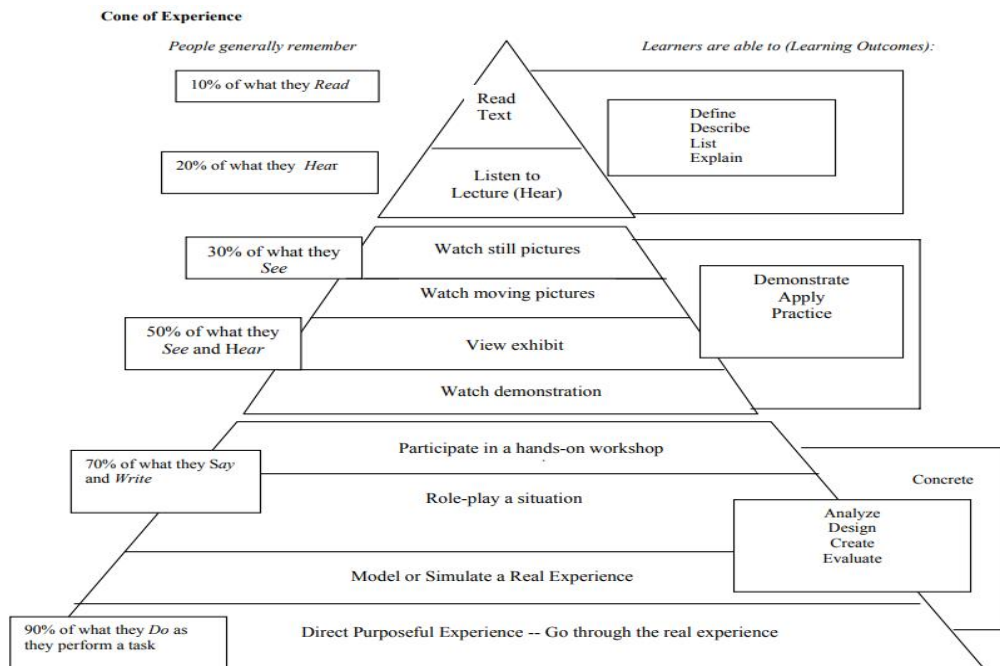 Cone of Experience
People generally remember
Learners are able to (Learning Outcomes):
10% of what they Read
Read
Text
Define
Describe
List
Explain
20% of what they Hear
Listen to
Lecture (Hear)
30% of what they
See
Watch still pictures
Watch moving pictures
Demonstrate
Apply
Practice
50% of what they
See and Hear
View exhibit
Watch demonstration
Participate in a hands-on workshop
70% of what they Say
and Write
Role-play a situation
Concrete
Analyze
Design
Create
Evaluate
Model or Simulate a Real Experience
90% of what they Do as
they perform a task
Direct Purposeful Experience -- Go through the real experience